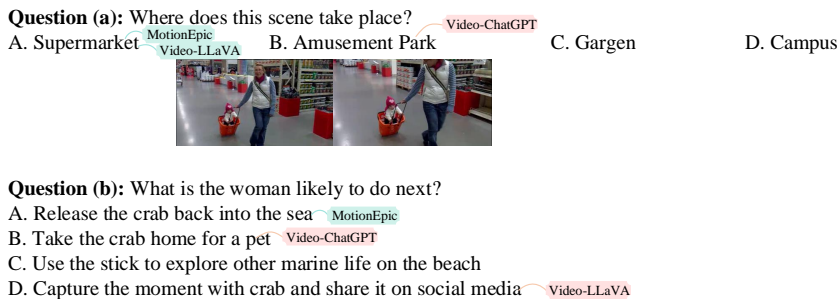 Question (a): Where does this scene take place?
Video-ChatGPT
MotionEpic
A. Supermarket B. Amusement Park C. Gargen D. Campus
Video-LLaVA
Question (b): What is the woman likely to do next?
A. Release the crab back into the sea MotionEpic
B. Take the crab home for a pet Video-ChatGPT
C. Use the stick to explore other marine life on the beach
D. Capture the moment with crab and share it on social media Video-LLaVA